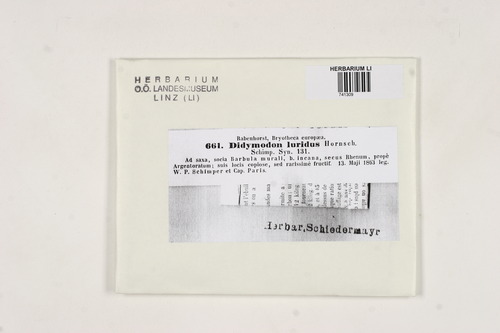 HERBARIUM LI
741309
HERBARIUM
O.Ö. LANDESMUSEUM
LINZ (LI)
Rabenhorst, Bryotheca europaea.
661. Didymodon luridus Hornsch.
Schimp. Syn. 131.
Ad saxa, socia Barbula murali, b. incana, secus Rhenum, propè
Argentoratum; suis locis copiose, sed rarissimè fructif. 13. Maji 1863 leg.
W. P. Schimper et Cap. Paris.
Herbar, Schiedermayr